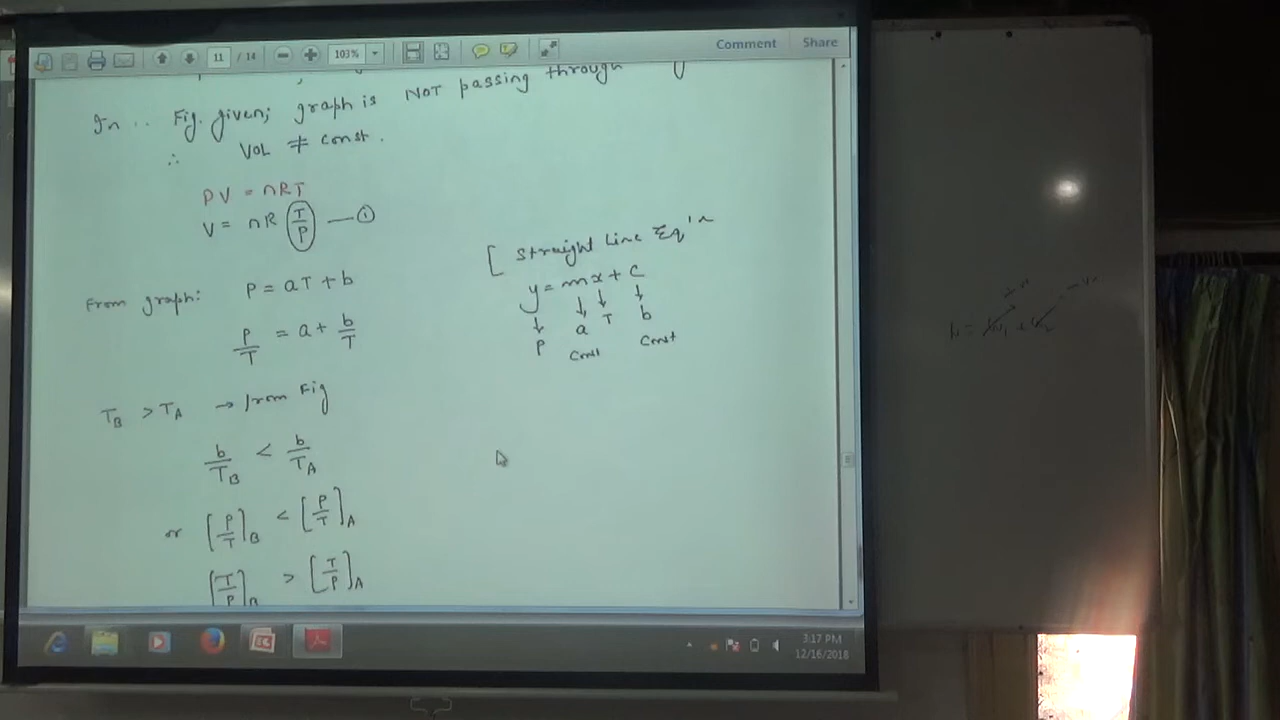 11 / 14
103%
Comment
Share
In .. Fig. given; graph is NOT passing through
∴ VOL ≠ const.
PV = nRT
V = nR (T/P) — ①
From graph: P = aT + b
P/T = a + b/T
T_B > T_A → from Fig
b/T_B < b/T_A
or [P/T]_B < [P/T]_A
[T/P]_B > [T/P]_A
[ Straight Line Eq'n
y = mx + c
↓ ↓ ↓ ↓
P a T b
const const
3:17 PM
12/16/2018